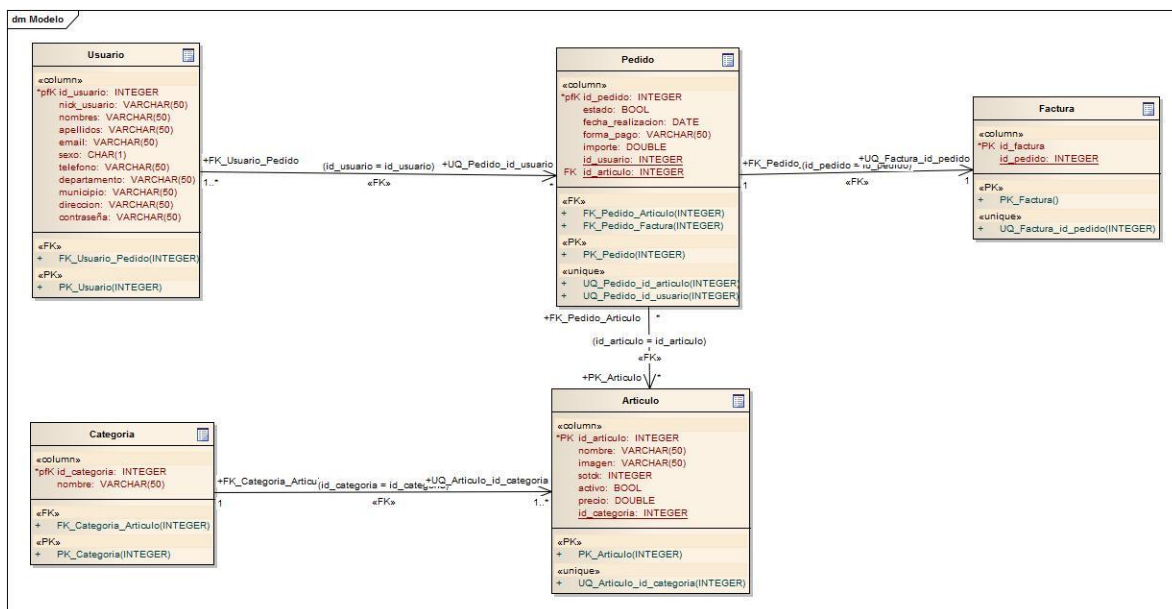 dm Modelo
Usuario
«column»
*pfK id_usuario: INTEGER
nick_usuario: VARCHAR(50)
nombres: VARCHAR(50)
apellidos: VARCHAR(50)
email: VARCHAR(50)
sexo: CHAR(1)
telefono: VARCHAR(50)
departamento: VARCHAR(50)
municipio: VARCHAR(50)
direccion: VARCHAR(50)
contraseña: VARCHAR(50)
«FK»
+ FK_Usuario_Pedido(INTEGER)
«PK»
+ PK_Usuario(INTEGER)
+FK_Usuario_Pedido
(id_usuario = id_usuario)
+UQ_Pedido_id_usuario
1..*
«FK»
*
Pedido
«column»
*pfK id_pedido: INTEGER
estado: BOOL
fecha_realizacion: DATE
forma_pago: VARCHAR(50)
importe: DOUBLE
id_usuario: INTEGER
FK id_articulo: INTEGER
«FK»
+ FK_Pedido_Articulo(INTEGER)
+ FK_Pedido_Factura(INTEGER)
«PK»
+ PK_Pedido(INTEGER)
«unique»
+ UQ_Pedido_id_articulo(INTEGER)
+ UQ_Pedido_id_usuario(INTEGER)
+FK_Pedido_
(id_pedido = id_pedido)
+UQ_Factura_id_pedido
1
«FK»
1
Factura
«column»
*PK id_factura
id_pedido: INTEGER
«PK»
+ PK_Factura()
«unique»
+ UQ_Factura_id_pedido(INTEGER)
+FK_Pedido_Articulo
*
(id_articulo = id_articulo)
«FK»
+PK_Articulo
*
Categoria
«column»
*pfK id_categoria: INTEGER
nombre: VARCHAR(50)
«FK»
+ FK_Categoria_Articulo(INTEGER)
«PK»
+ PK_Categoria(INTEGER)
+FK_Categoria_Articu
(id_categoria = id_categoria)
+UQ_Articulo_id_categoria
1
«FK»
1..*
Articulo
«column»
*PK id_articulo: INTEGER
nombre: VARCHAR(50)
imagen: VARCHAR(50)
sotck: INTEGER
activo: BOOL
precio: DOUBLE
id_categoria: INTEGER
«PK»
+ PK_Articulo(INTEGER)
«unique»
+ UQ_Articulo_id_categoria(INTEGER)